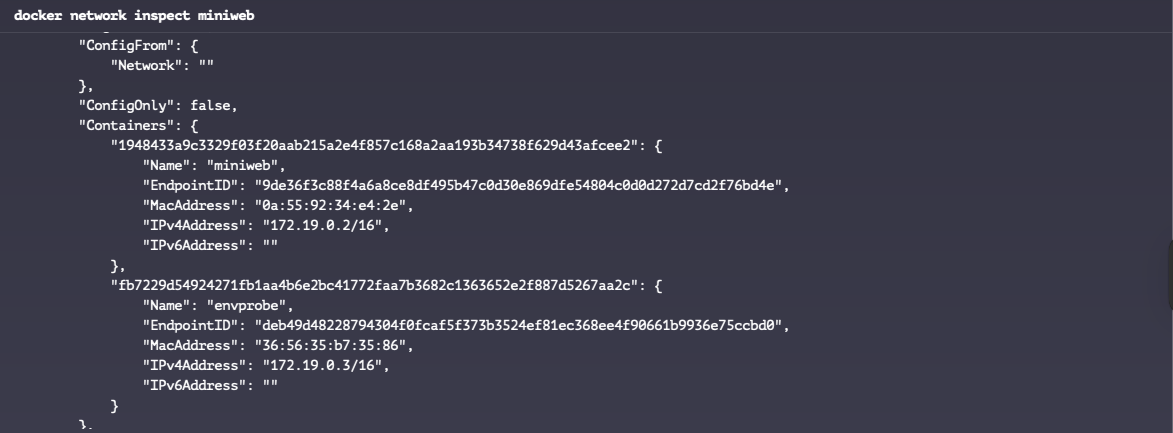 docker network inspect miniweb
"ConfigFrom": {
"Network": ""
},
"ConfigOnly": false,
"Containers": {
"1948433a9c3329f03f20aab215a2e4f857c168a2aa193b34738f629d43afcee2": {
"Name": "miniweb",
"EndpointID": "9de36f3c88f4a6a8ce8df495b47c0d30e869dfe54804c0d0d272d7cd2f76bd4e",
"MacAddress": "0a:55:92:34:e4:2e",
"IPv4Address": "172.19.0.2/16",
"IPv6Address": ""
},
"fb7229d54924271fb1aa4b6e2bc41772faa7b3682c1363652e2f887d5267aa2c": {
"Name": "envprobe",
"EndpointID": "deb49d48228794304f0fcaf5f373b3524ef81ec368ee4f90661b9936e75ccbd0",
"MacAddress": "36:56:35:b7:35:86",
"IPv4Address": "172.19.0.3/16",
"IPv6Address": ""
}
},